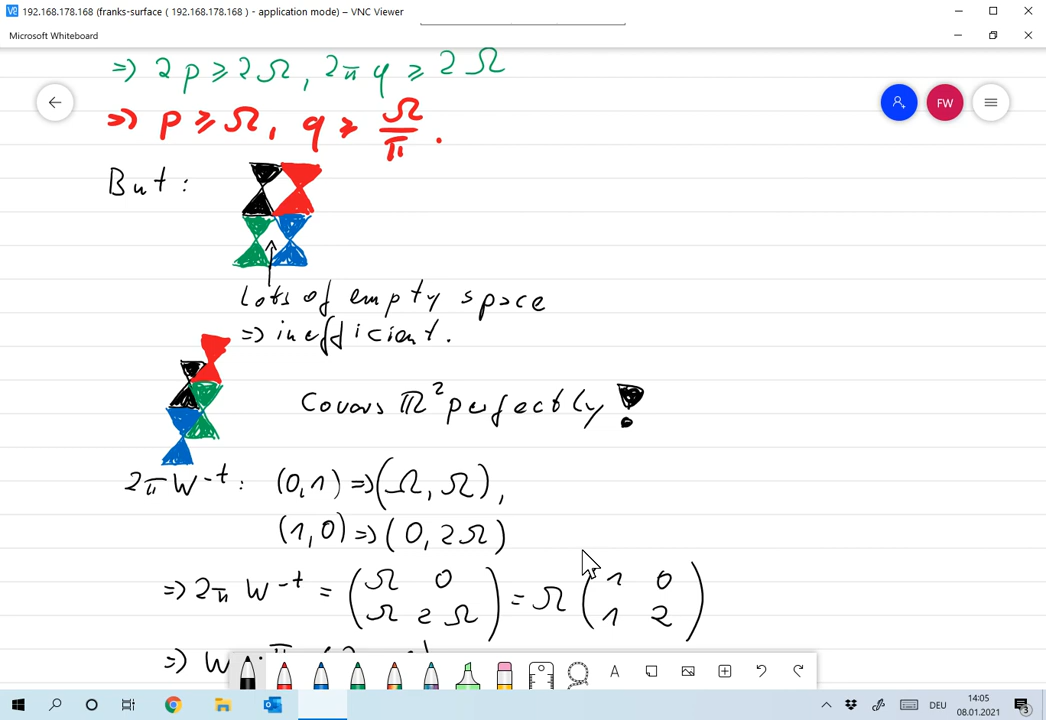 192.168.178.168 (franks-surface ( 192.168.178.168 ) - application mode) – VNC Viewer
Microsoft Whiteboard
⇒ 2p ≥ 2Ω, 2π q ≥ 2Ω
⇒ p ≥ Ω, q ≥ Ω/π.
FW
But:
Lots of empty space
⇒ inefficient.
Covers ℝ² perfectly!
2πW^-t: (0,1) ⇒ (Ω, Ω),
(1,0) ⇒ (0, 2Ω)
⇒ 2π W^-t = (Ω 0
Ω 2Ω) = Ω (1 0
1 2)
⇒ W
A
DEU
14:05
08.01.2021
3